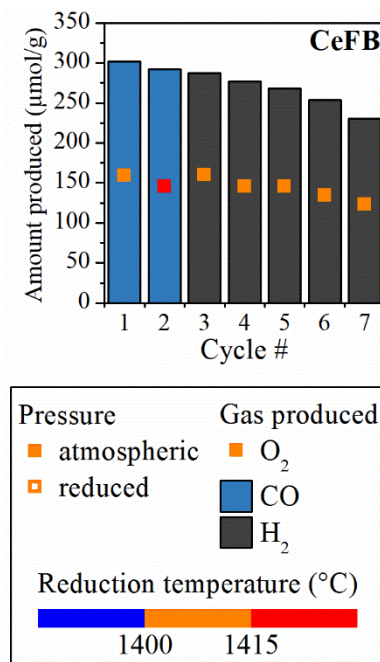 350
CeFB
300
250
200
150
100
50
0
Amount produced (µmol/g)
1 2 3 4 5 6 7
Cycle #
Pressure
atmospheric
reduced
Gas produced
O2
CO
H2
Reduction temperature (°C)
1400 1415